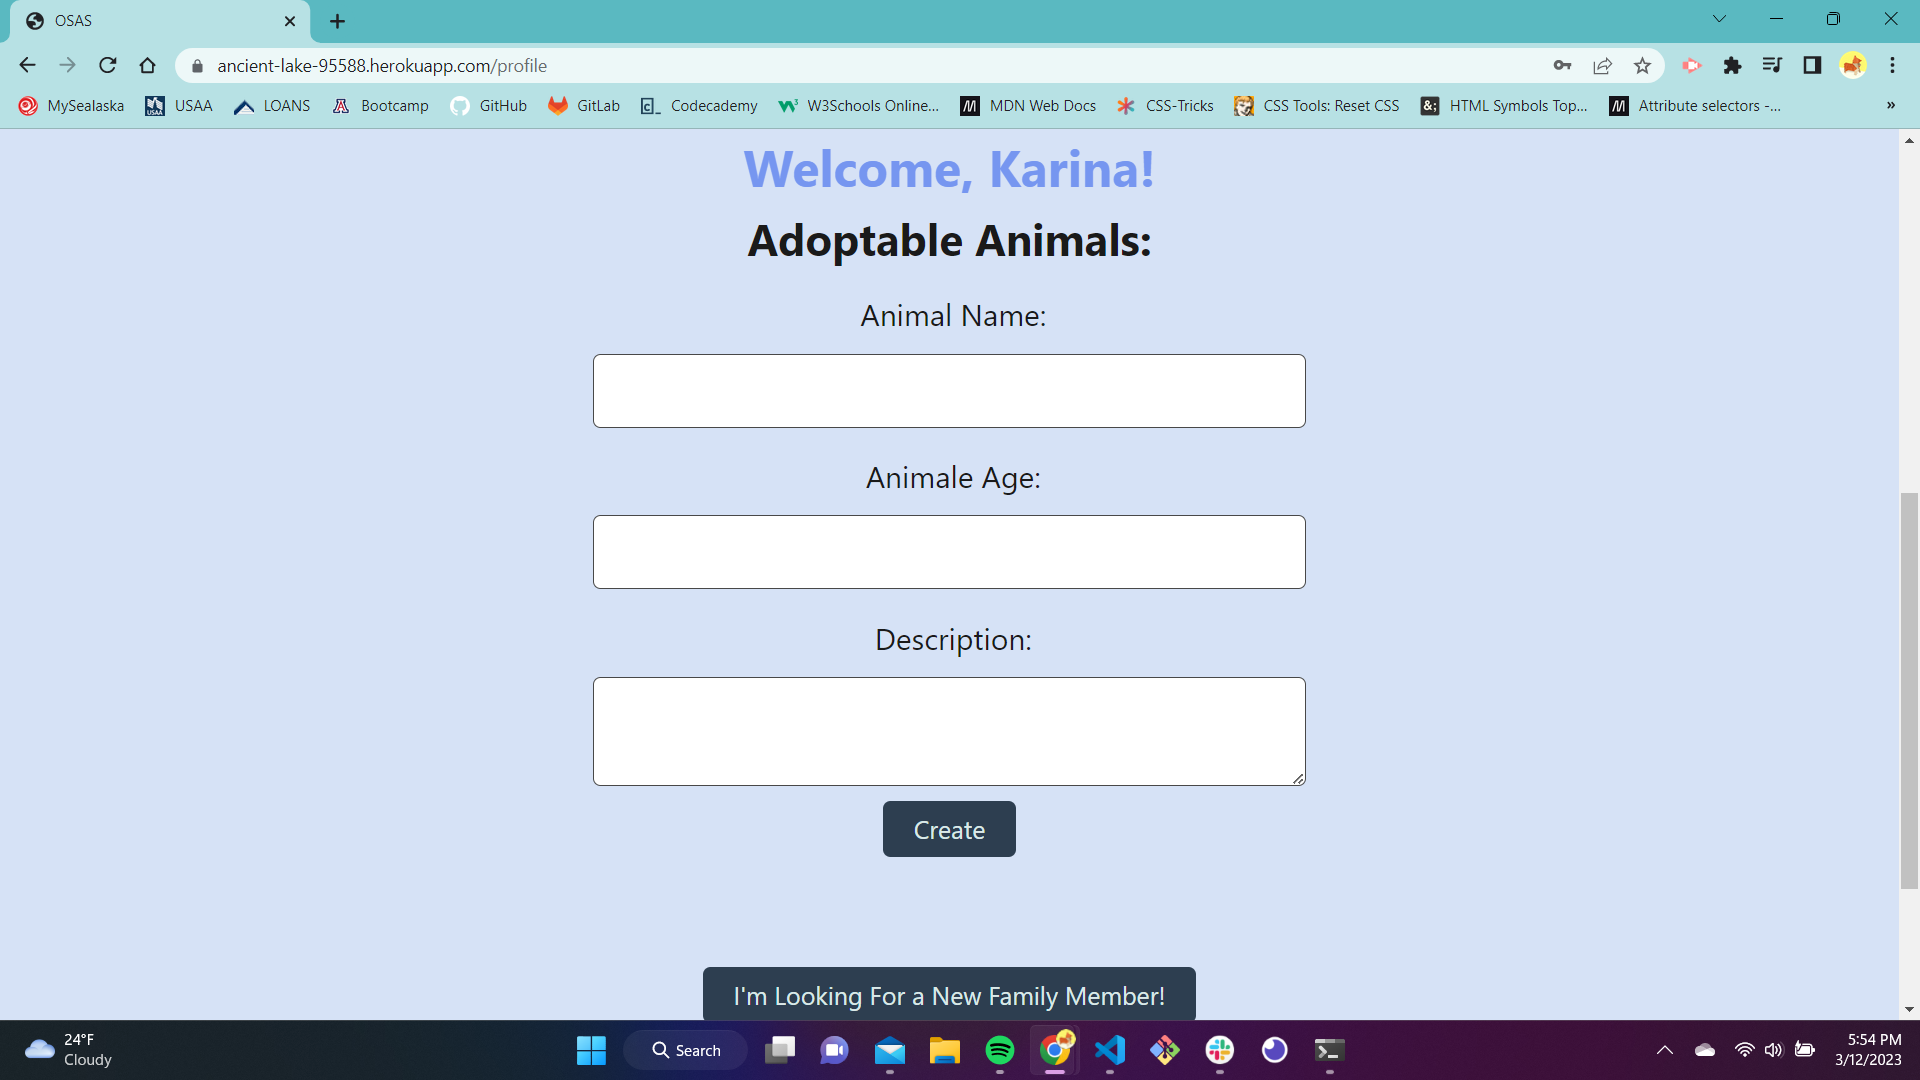 OSAS
ancient-lake-95588.herokuapp.com/profile
MySealaska USAA LOANS Bootcamp GitHub GitLab Codecademy W3Schools Online... MDN Web Docs CSS-Tricks CSS Tools: Reset CSS HTML Symbols Top... Attribute selectors -... »
Welcome, Karina!
Adoptable Animals:
Animal Name:
Animale Age:
Description:
Create
I'm Looking For a New Family Member!
24°F
Cloudy
Search
5:54 PM
3/12/2023